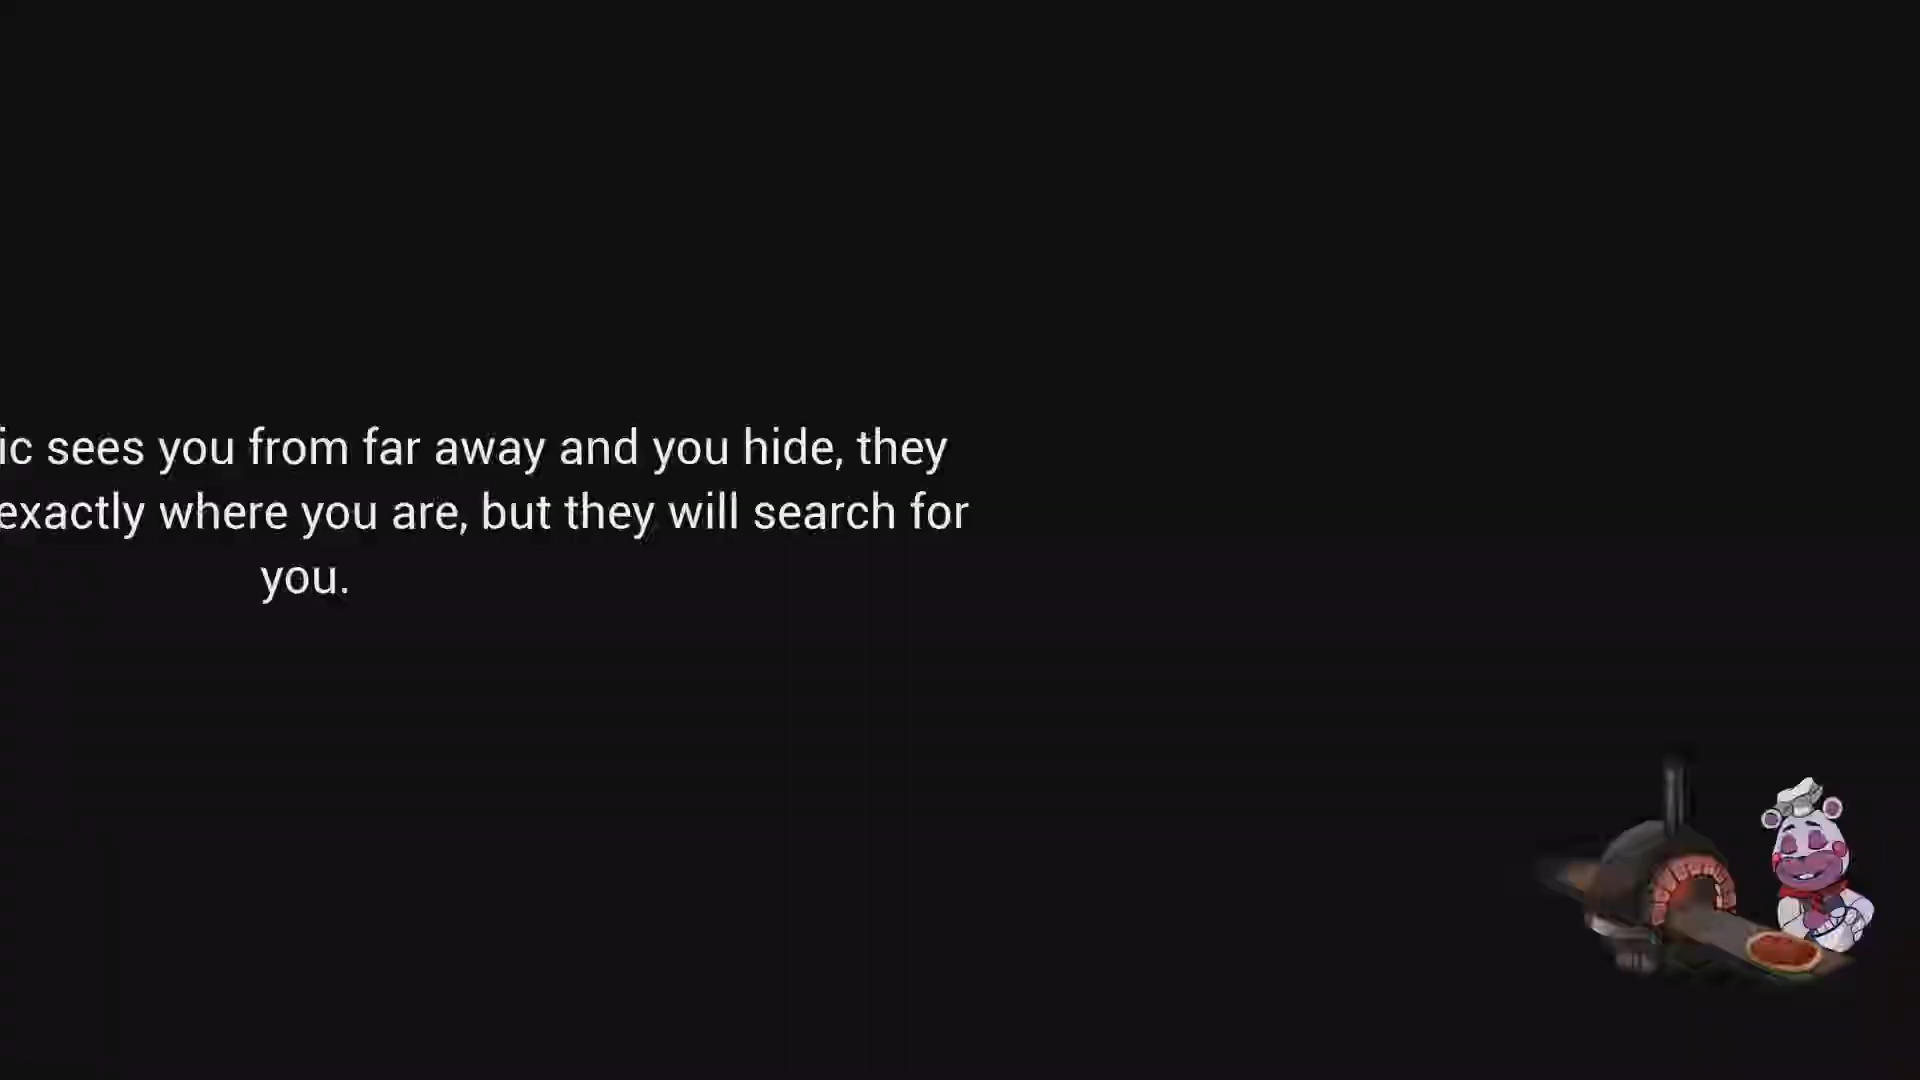 ic sees you from far away and you hide, they
exactly where you are, but they will search for
you.